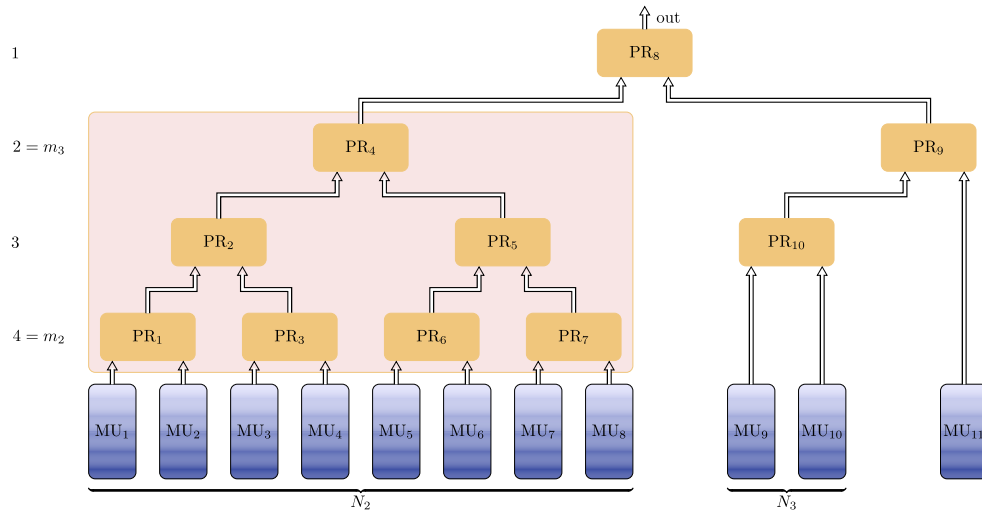 out
1 PR₈
2 = m₃ PR₄ PR₉
3 PR₂ PR₅ PR₁₀
4 = m₂ PR₁ PR₃ PR₆ PR₇
MU₁ MU₂ MU₃ MU₄ MU₅ MU₆ MU₇ MU₈ MU₉ MU₁₀ MU₁₁
N₂ N₃